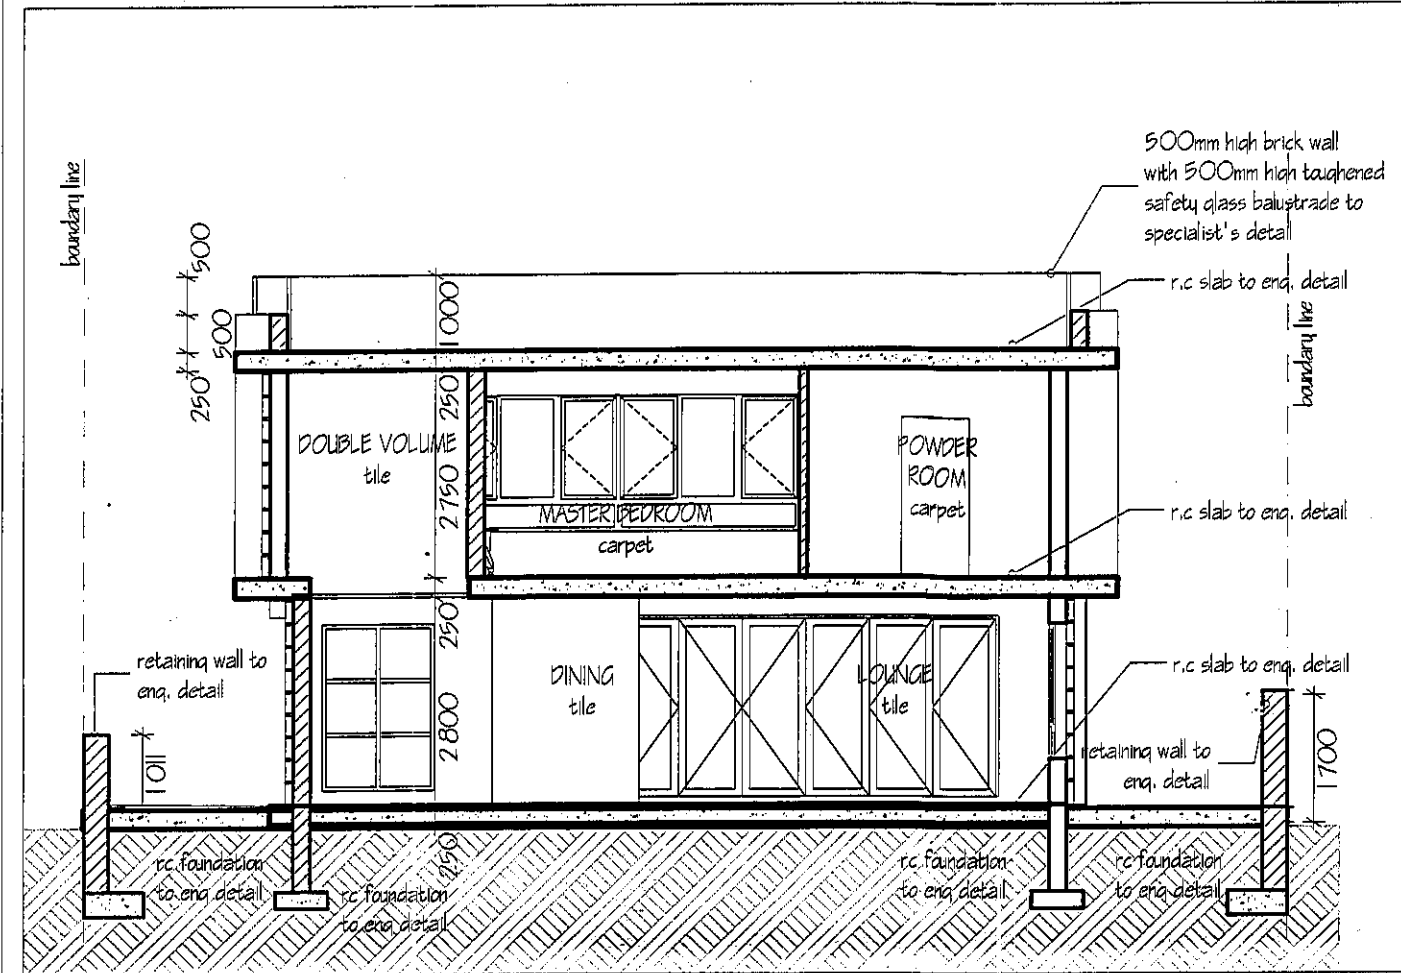 500mm high brick wall
with 500mm high toughened
safety glass balustrade to
specialist's detail
boundary line
500
r.c slab to eng. detail
1000
500
boundary line
250
250
DOUBLE VOLUME
tile
POWDER
ROOM
carpet
2750
MASTER BEDROOM
carpet
r.c slab to eng. detail
250
retaining wall to
eng. detail
DINING
tile
LOUNGE
tile
r.c slab to eng. detail
2800
1011
retaining wall to
eng. detail
1700
250
rc foundation
to eng detail
rc foundation
to eng detail
rc foundation
to eng detail
rc foundation
to eng detail